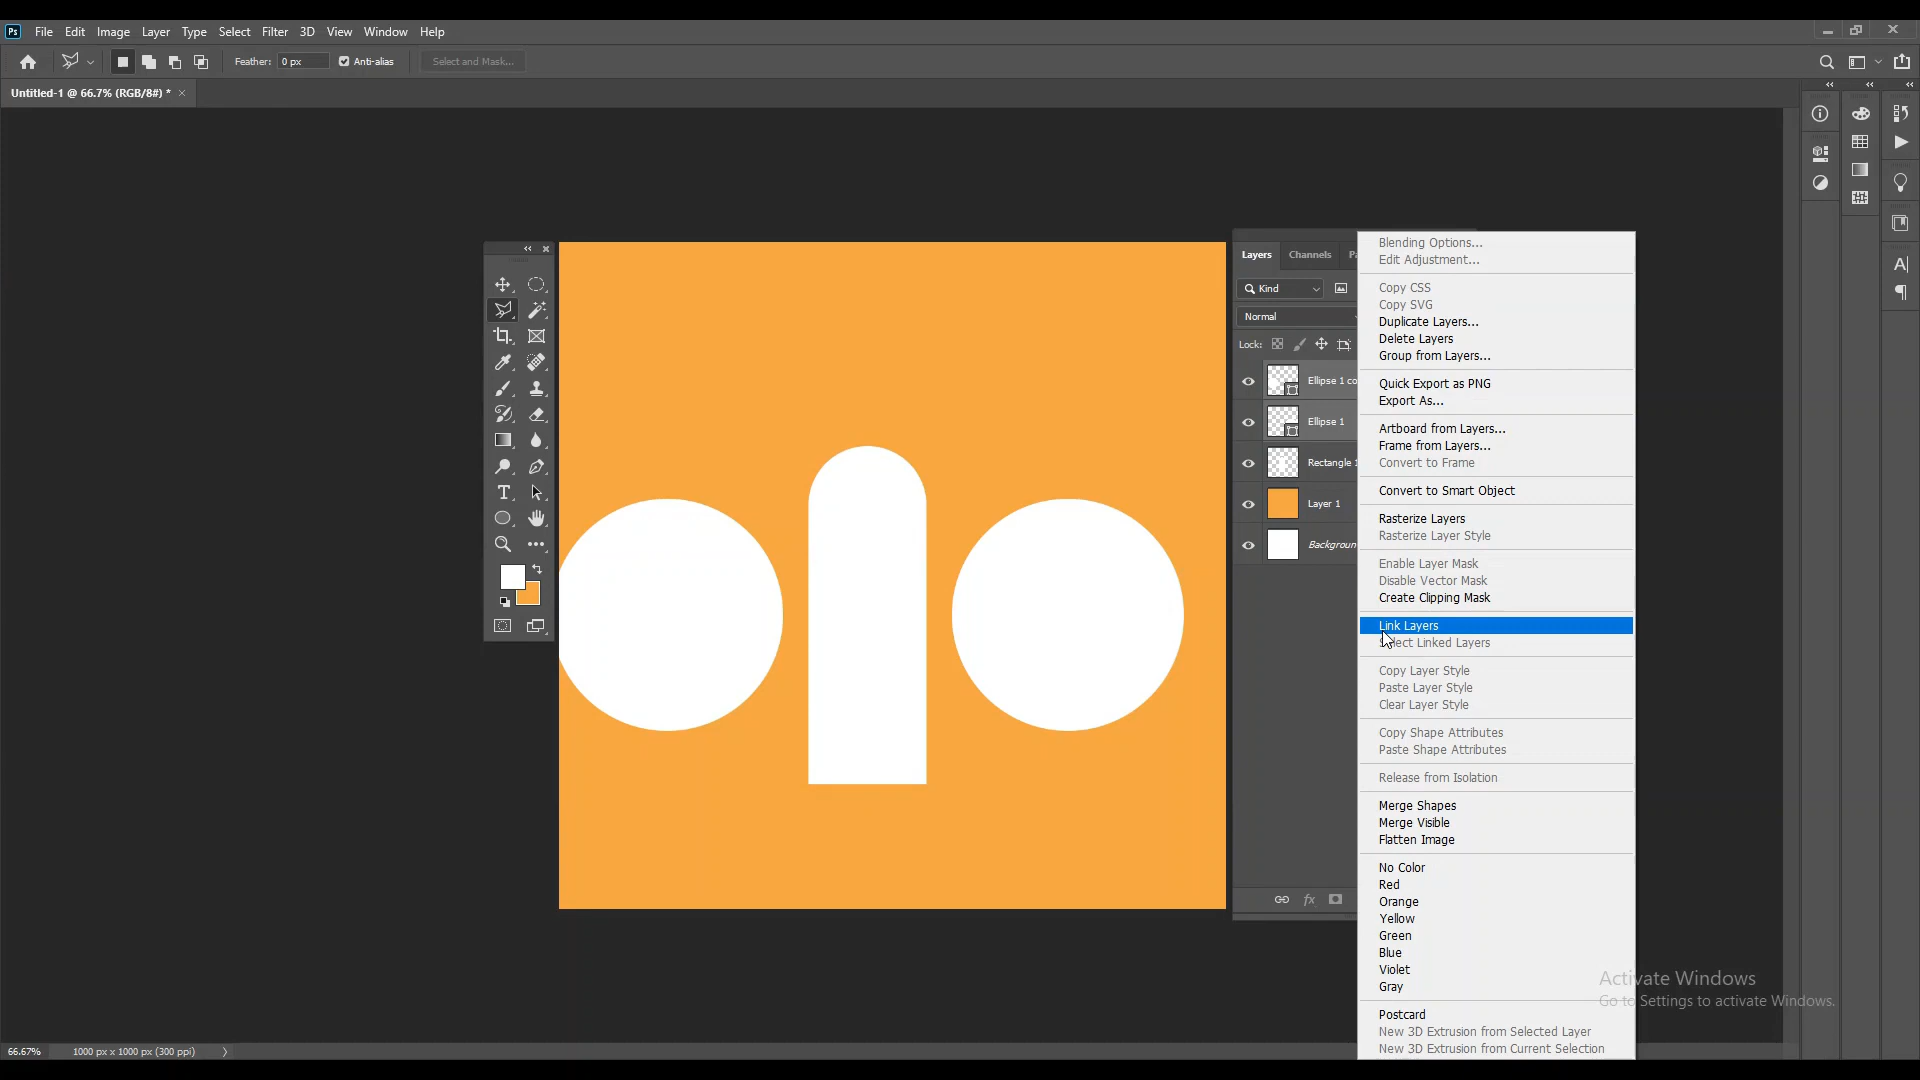 Ps File Edit Image Layer Type Select Filter 3D View Window Help
Feather: 0 px Anti-alias Select and Mask...
Untitled-1 @ 66.7% (RGB/8#) * ×
Layers Channels
Kind
Normal
Lock:
Ellipse 1
Ellipse 1
Rectangle
Layer 1
Blending Options...
Edit Adjustment...
Copy CSS
Copy SVG
Duplicate Layers...
Delete Layers
Group from Layers...
Quick Export as PNG
Export As...
Artboard from Layers...
Frame from Layers...
Convert to Frame
Convert to Smart Object
Rasterize Layers
Rasterize Layer Style
Enable Layer Mask
Disable Vector Mask
Create Clipping Mask
Link Layers
Select Linked Layers
Copy Layer Style
Paste Layer Style
Clear Layer Style
Copy Shape Attributes
Paste Shape Attributes
Release from Isolation
Merge Shapes
Merge Visible
Flatten Image
No Color
Red
Orange
Yellow
Green
Blue
Violet
Gray
Postcard
New 3D Extrusion from Selected Layer
New 3D Extrusion from Current Selection
Activate Windows
Go to Settings to activate Windows.
66.67% 1000 px x 1000 px (300 ppi)